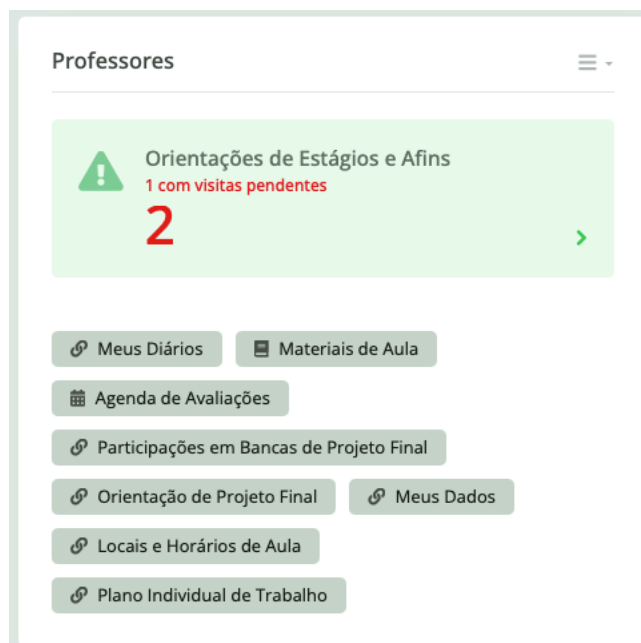 Professores
Orientações de Estágios e Afins
1 com visitas pendentes
2
Meus Diários
Materiais de Aula
Agenda de Avaliações
Participações em Bancas de Projeto Final
Orientação de Projeto Final
Meus Dados
Locais e Horários de Aula
Plano Individual de Trabalho